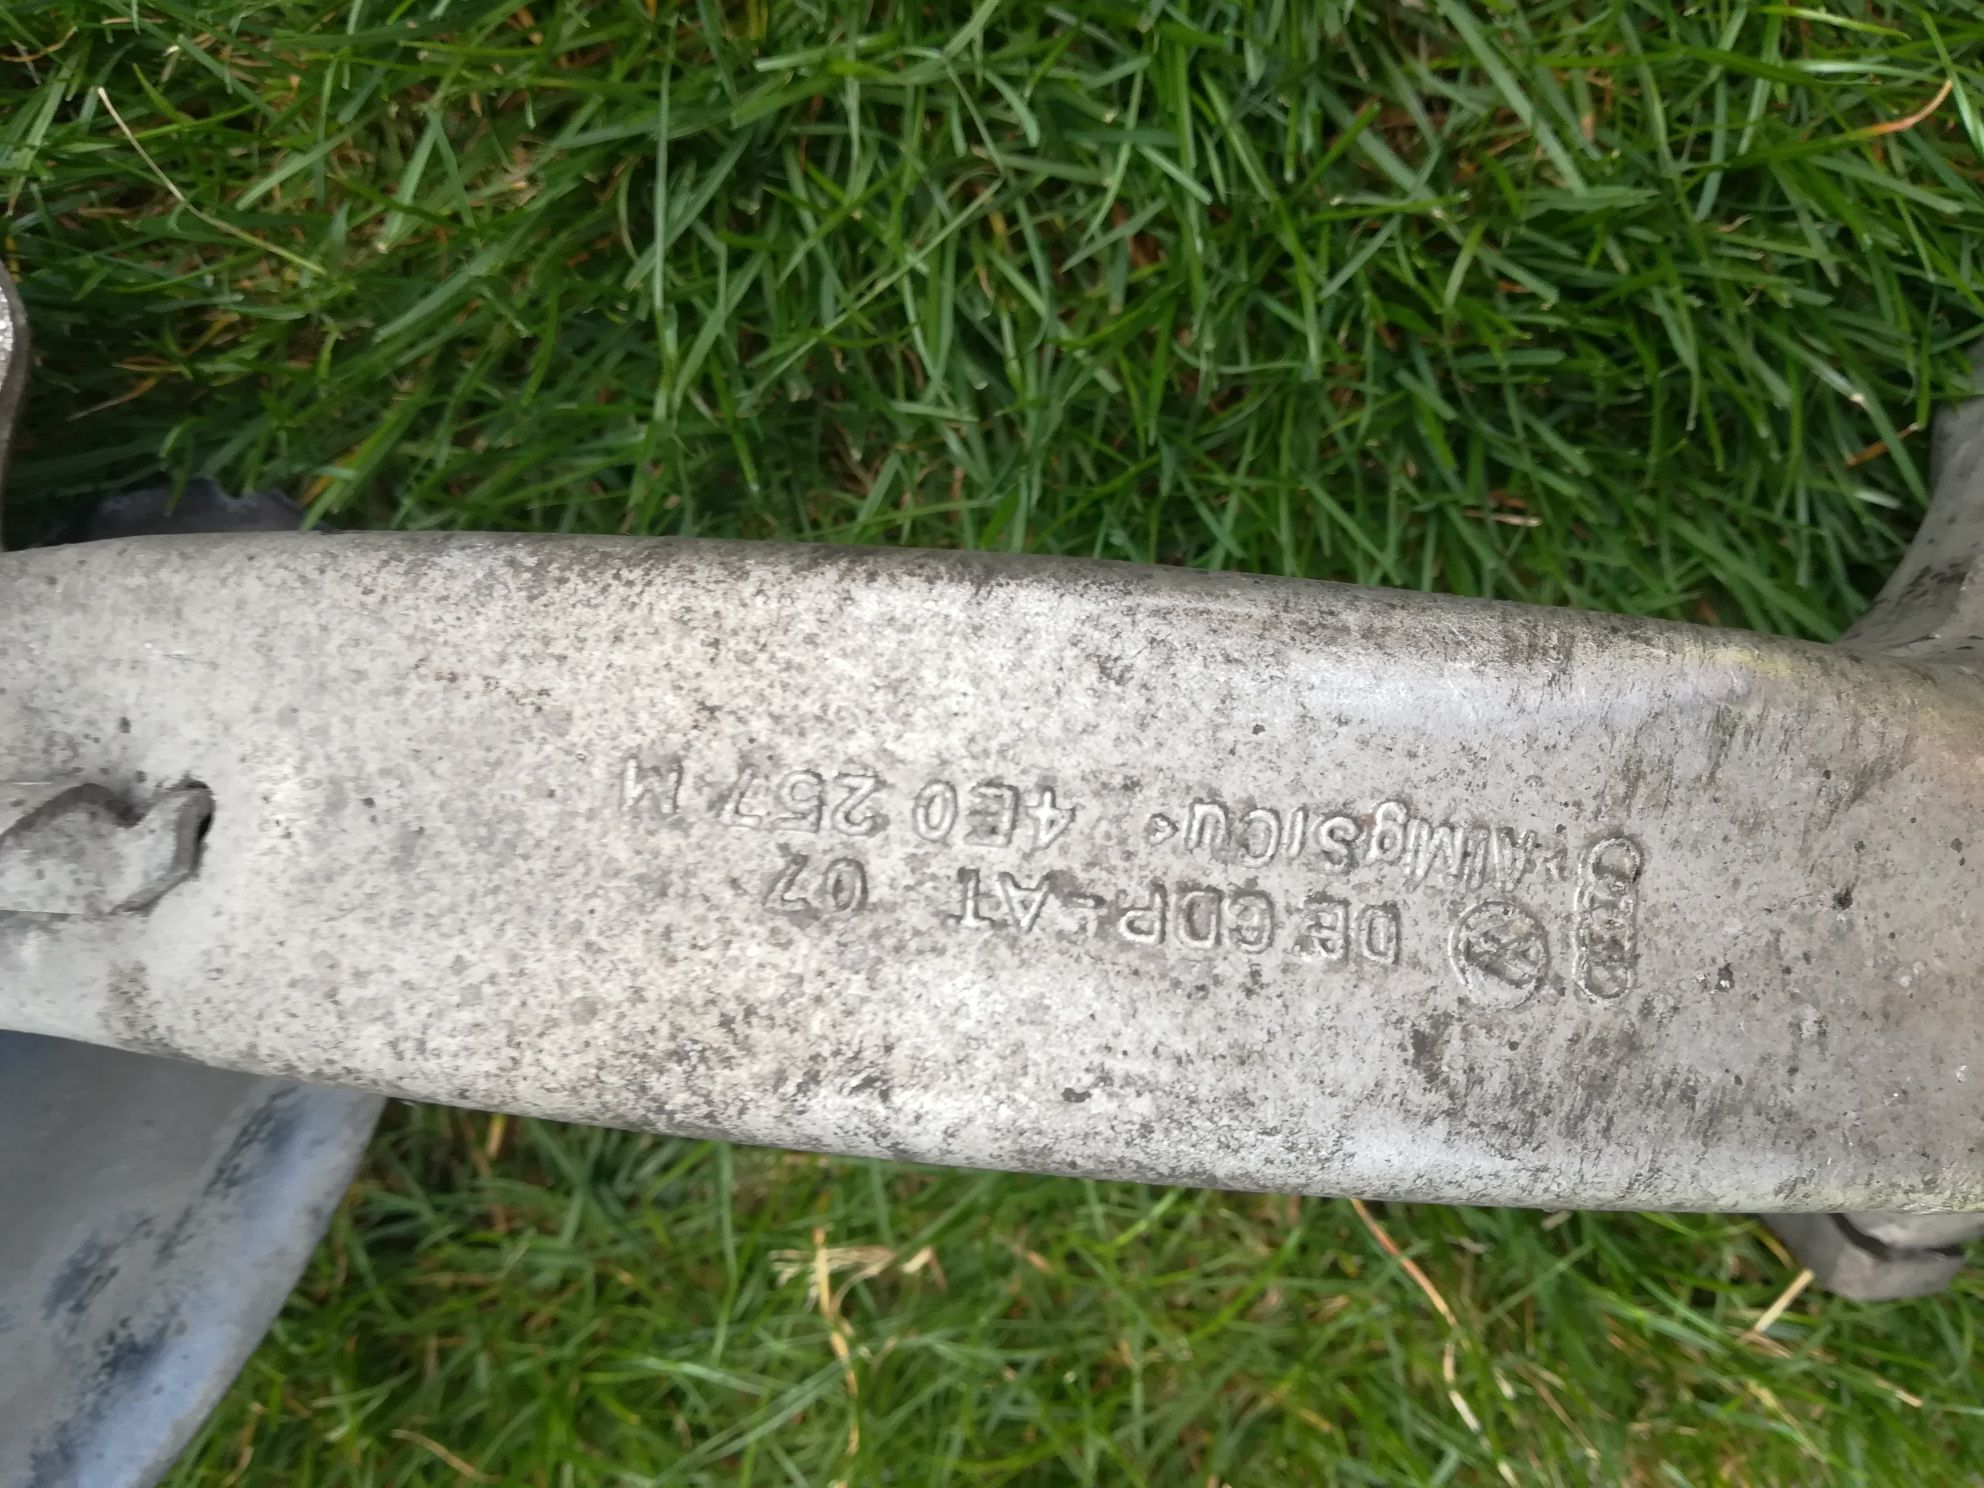 DE GDP-AT 07
>AlMgSiCu< 4E0 257 M